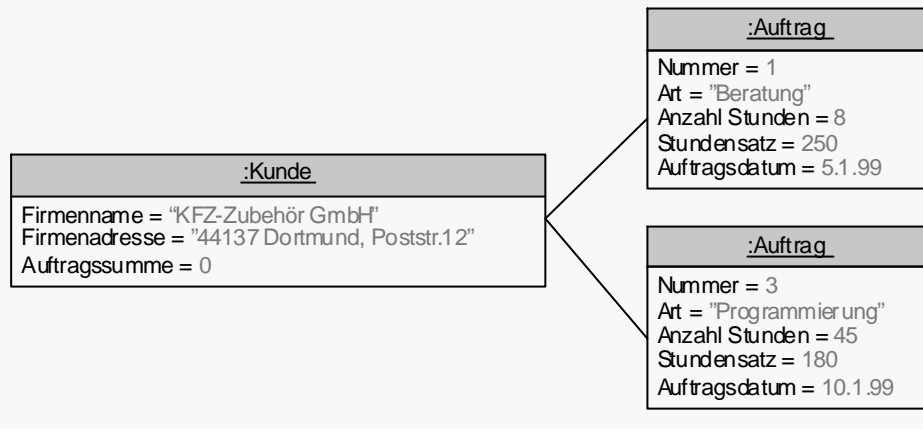 :Auftrag
Nummer = 1
Art = ”Beratung”
Anzahl Stunden = 8
Stundensatz = 250
Auftragsdatum = 5.1.99
:Kunde
Firmenname = “KFZ-Zubehör GmbH”
Firmenadresse = ”44137 Dortmund, Poststr.12”
Auftragssumme = 0
:Auftrag
Nummer = 3
Art = ”Programmierung”
Anzahl Stunden = 45
Stundensatz = 180
Auftragsdatum = 10.1.99